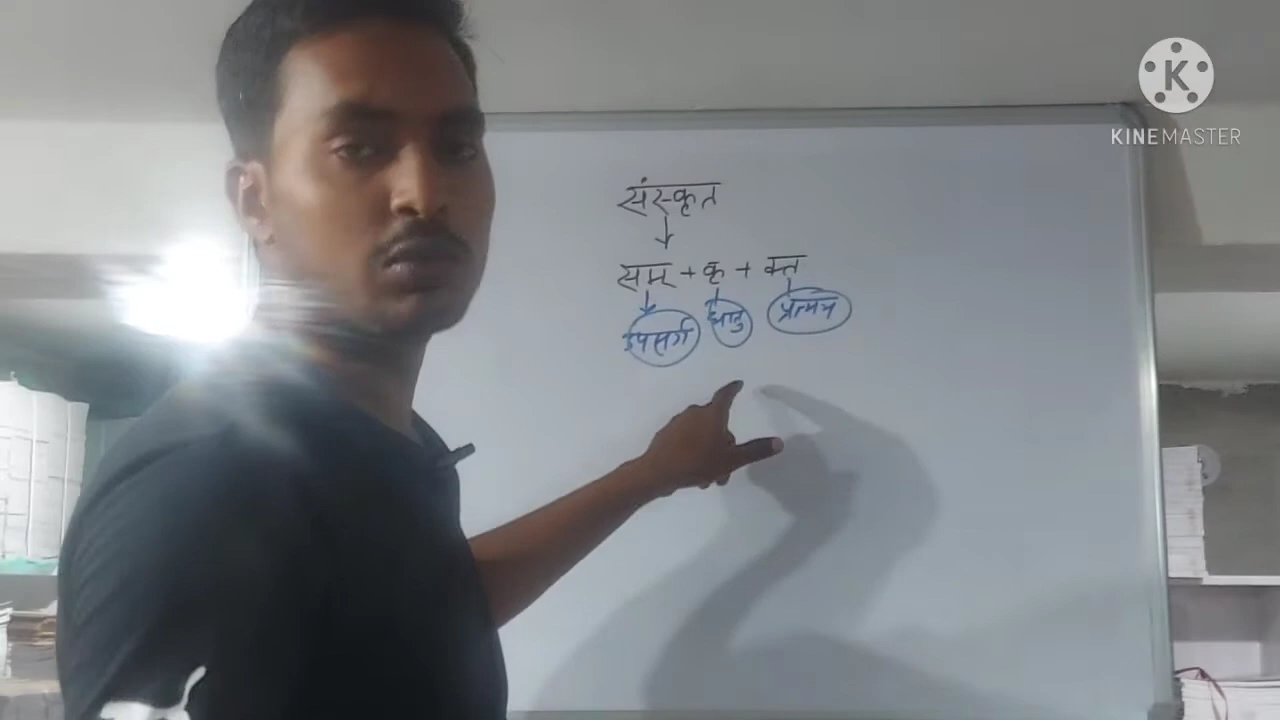 KINEMASTER
संस्कृत
सम् + कृ + क्त
उपसर्ग धातु प्रत्यय